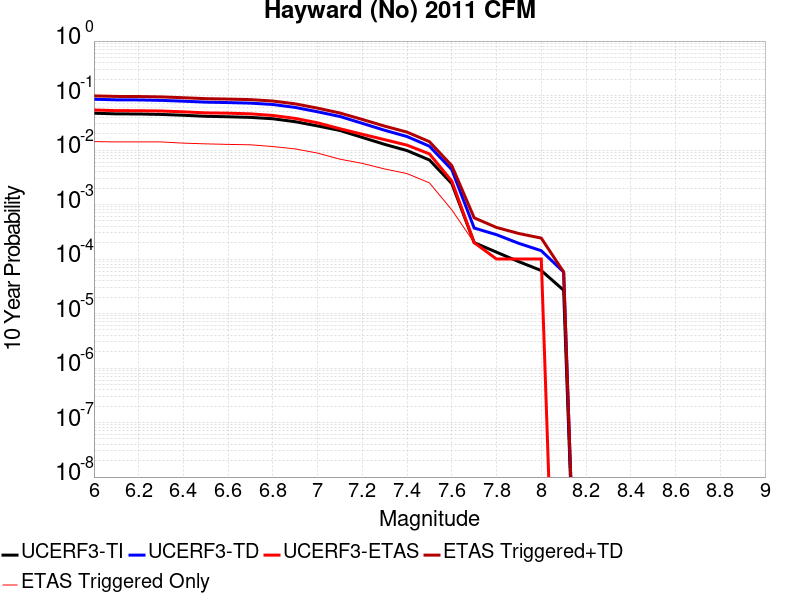 Hayward (No) 2011 CFM
10 0
10 -1
10 -2
10 -3
10 -4
10 -5
10 -6
10 -7
10 -8
10 Year Probability
6 6.2 6.4 6.6 6.8 7 7.2 7.4 7.6 7.8 8 8.2 8.4 8.6 8.8 9
Magnitude
UCERF3-TI UCERF3-TD UCERF3-ETAS ETAS Triggered+TD
ETAS Triggered Only